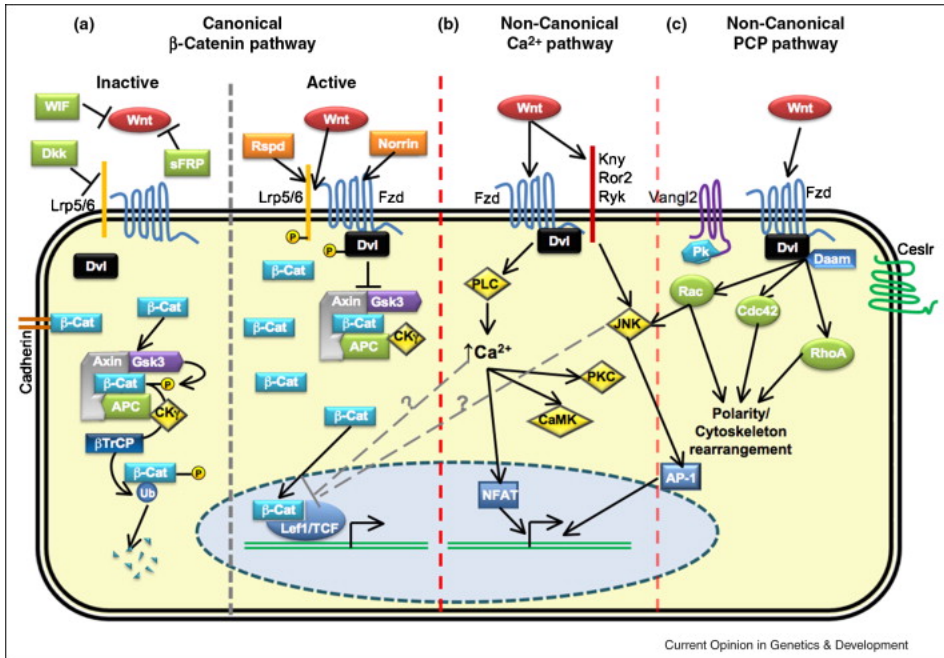 (a)
Canonical
β-Catenin pathway
(b)
Non-Canonical
Ca²⁺ pathway
(c)
Non-Canonical
PCP pathway
Inactive
Active
WIF
Wnt
Dkk
sFRP
Lrp5/6
Wnt
Rspd
Norrin
Lrp5/6
Fzd
Wnt
Kny
Ror2
Ryk
Fzd
Wnt
Vangl2
Fzd
Dvl
P
P
Dvl
Dvl
Pk
Dvl
Daam
Ceslr
β-Cat
β-Cat
β-Cat
Cadherin
Axin
Gsk3
β-Cat
P
APC
CKγ
βTrCP
β-Cat
P
Ub
β-Cat
β-Cat
Axin
Gsk3
β-Cat
APC
CKγ
β-Cat
β-Cat
β-Cat
Lef1/TCF
PLC
↑Ca²⁺
?
?
PKC
CaMK
JNK
NFAT
AP-1
Rac
Cdc42
RhoA
Polarity/
Cytoskeleton
rearrangement
Current Opinion in Genetics & Development